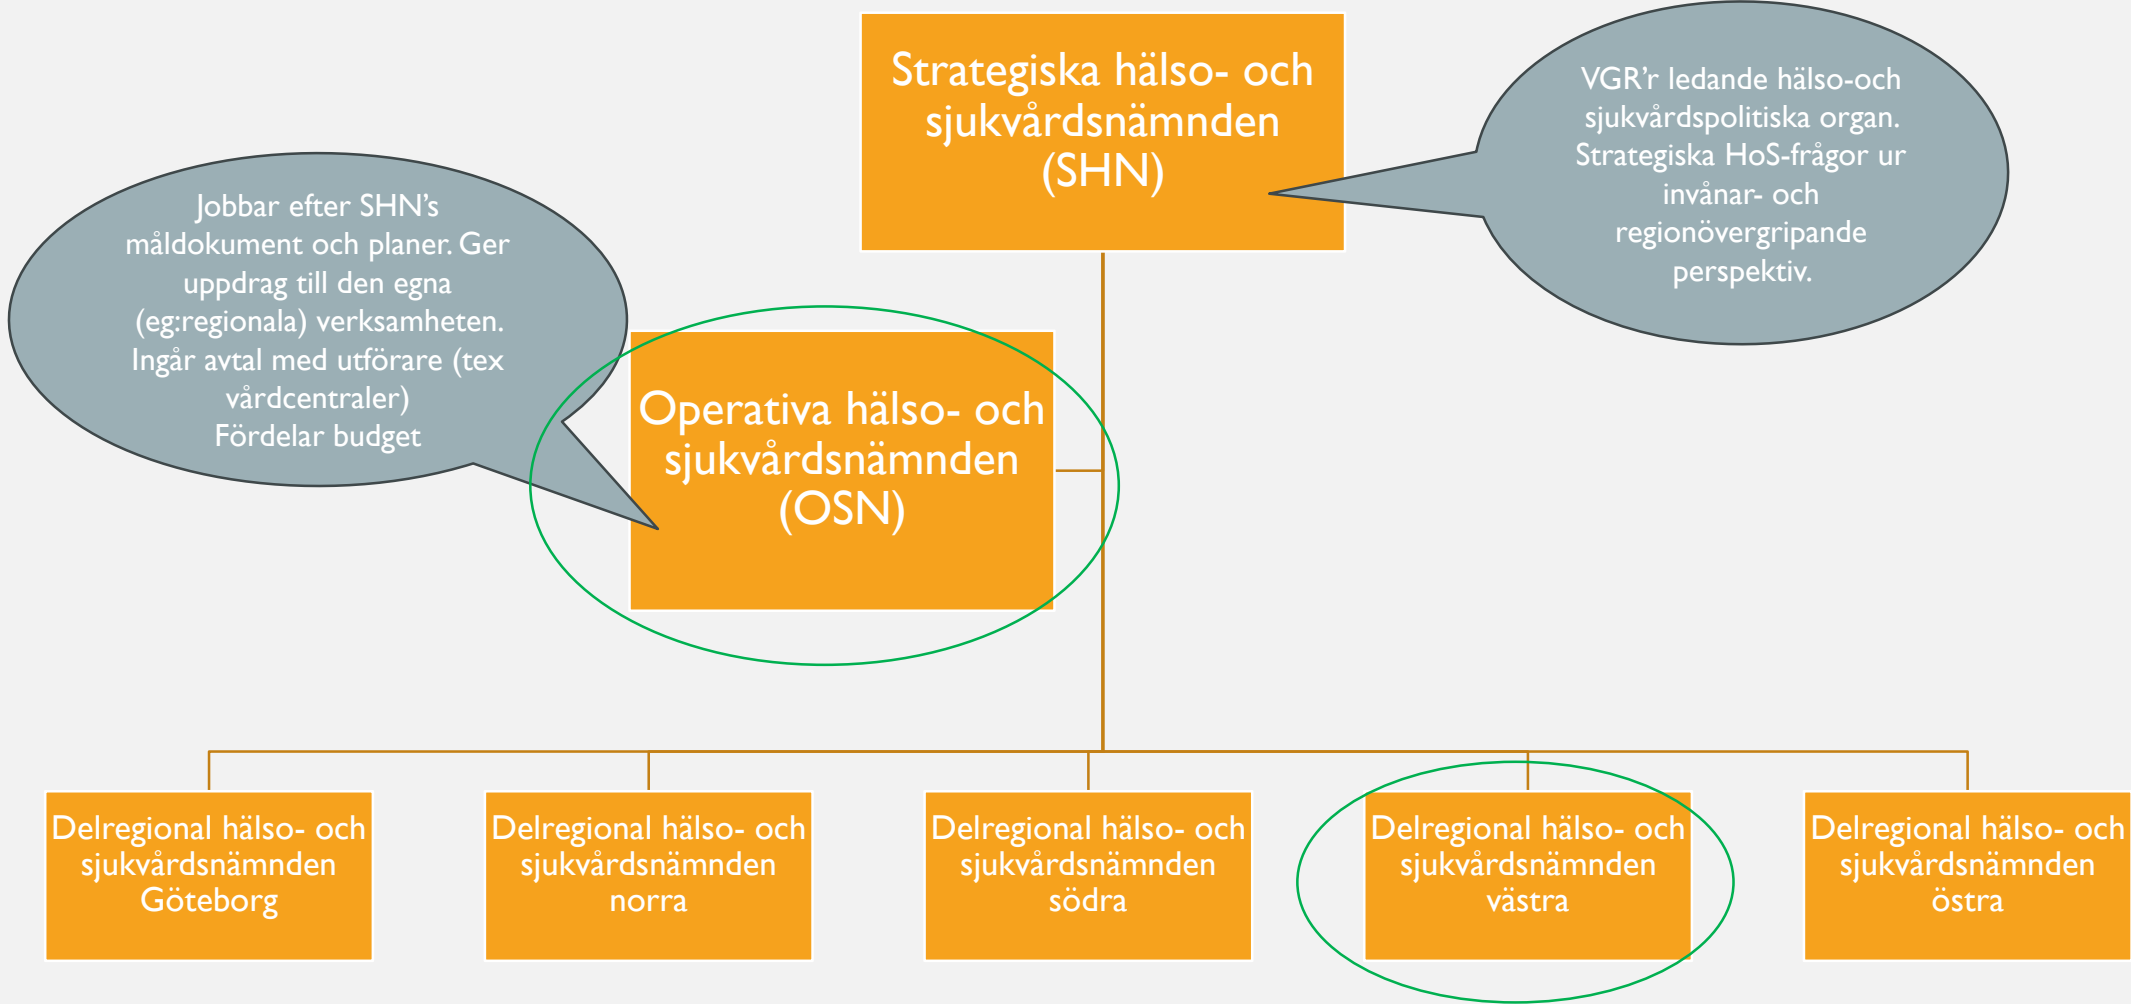 Strategiska hälso- och
sjukvårdsnämnden
(SHN)
VGR’r ledande hälso-och
sjukvårdspolitiska organ.
Strategiska HoS-frågor ur
invånar- och
regionövergripande
perspektiv.
Jobbar efter SHN’s
måldokument och planer. Ger
uppdrag till den egna
(eg:regionala) verksamheten.
Ingår avtal med utförare (tex
vårdcentraler)
Fördelar budget
Operativa hälso- och
sjukvårdsnämnden
(OSN)
Delregional hälso- och
sjukvårdsnämnden
Göteborg
Delregional hälso- och
sjukvårdsnämnden
norra
Delregional hälso- och
sjukvårdsnämnden
södra
Delregional hälso- och
sjukvårdsnämnden
västra
Delregional hälso- och
sjukvårdsnämnden
östra